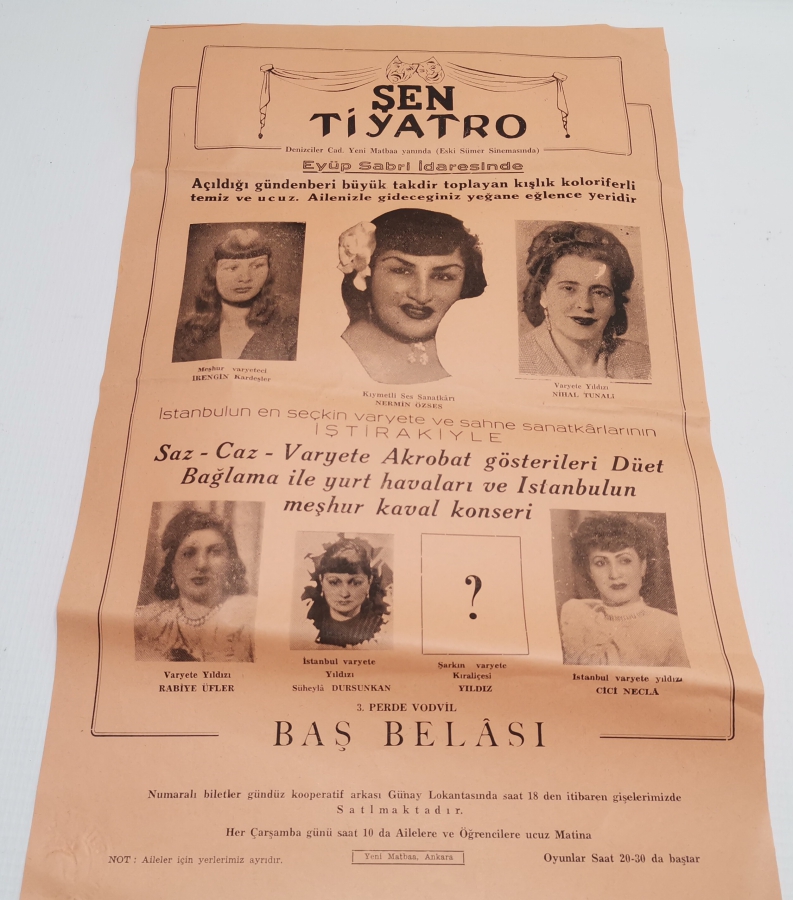 ŞEN
TİYATRO
Denizciler Cad. Yeni Matbaa yanında (Eski Sümer Sinemasında)
Eyüp Sabri İdaresinde
Açıldığı gündenberi büyük takdir toplayan kışlık koloriferli
temiz ve ucuz. Ailenizle gideceginiz yeğane eğlence yeridir
Meşhur varyeteci
IRENGİN Kardeşler
Kıymetli Ses Sanatkârı
NERMİN ÖZSES
Varyete Yıldızı
NİHAL TUNALI
Istanbulun en seçkin varyete ve sahne sanatkârlarının
İŞTİRAKİYLE
Saz - Caz - Varyete Akrobat gösterileri Düet
Bağlama ile yurt havaları ve Istanbulun
meşhur kaval konseri
?
Varyete Yıldızı
RABİYE ÜFLER
Istanbul varyete
Yıldızı
Süheylâ DURSUNKAN
Şarkın varyete
Kıraliçesi
YILDIZ
Istanbul varyete yıldızı
CİCİ NECLÂ
3. PERDE VODVİL
BAŞ BELÂSI
Numaralı biletler gündüz kooperatif arkası Günay Lokantasında saat 18 den itibaren gişelerimizde
Satlmaktadır.
Her Çarşamba günü saat 10 da Ailelere ve Öğrencilere ucuz Matina
NOT : Aileler için yerlerimiz ayrıdır.
Yeni Matbaa, Ankara
Oyunlar Saat 20-30 da baştar